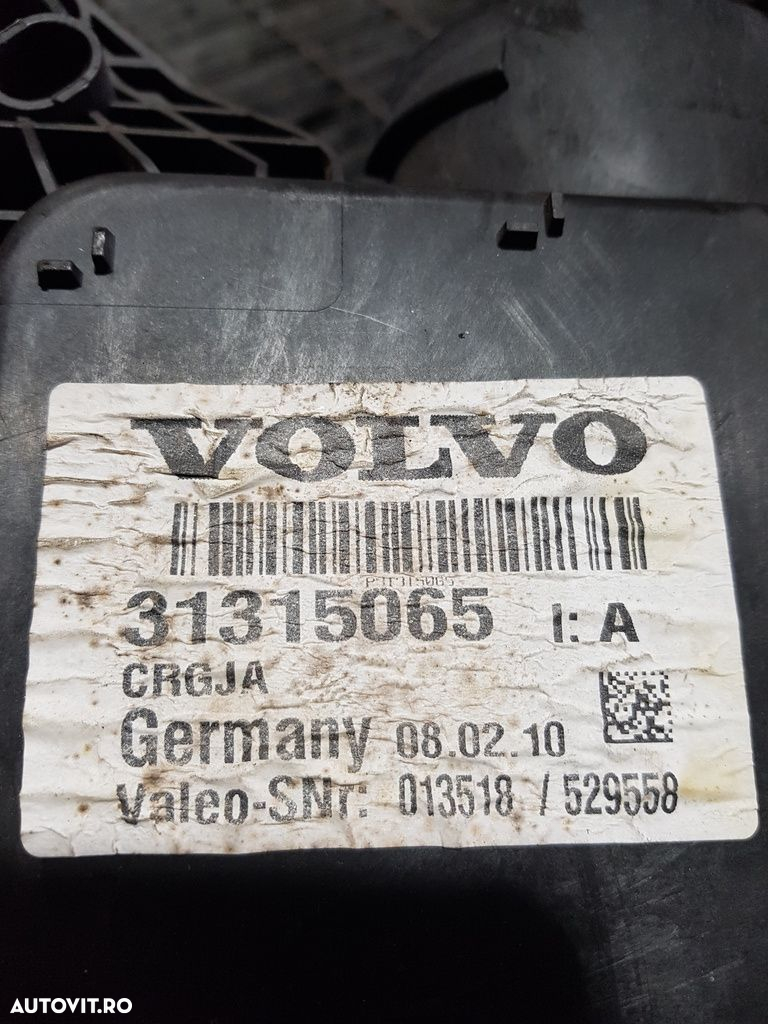 VOLVO
P31315065
31315065 I: A
CRGJA
Germany 08.02.10
Valeo-SNr: 013518 / 529558
AUTOVIT.RO